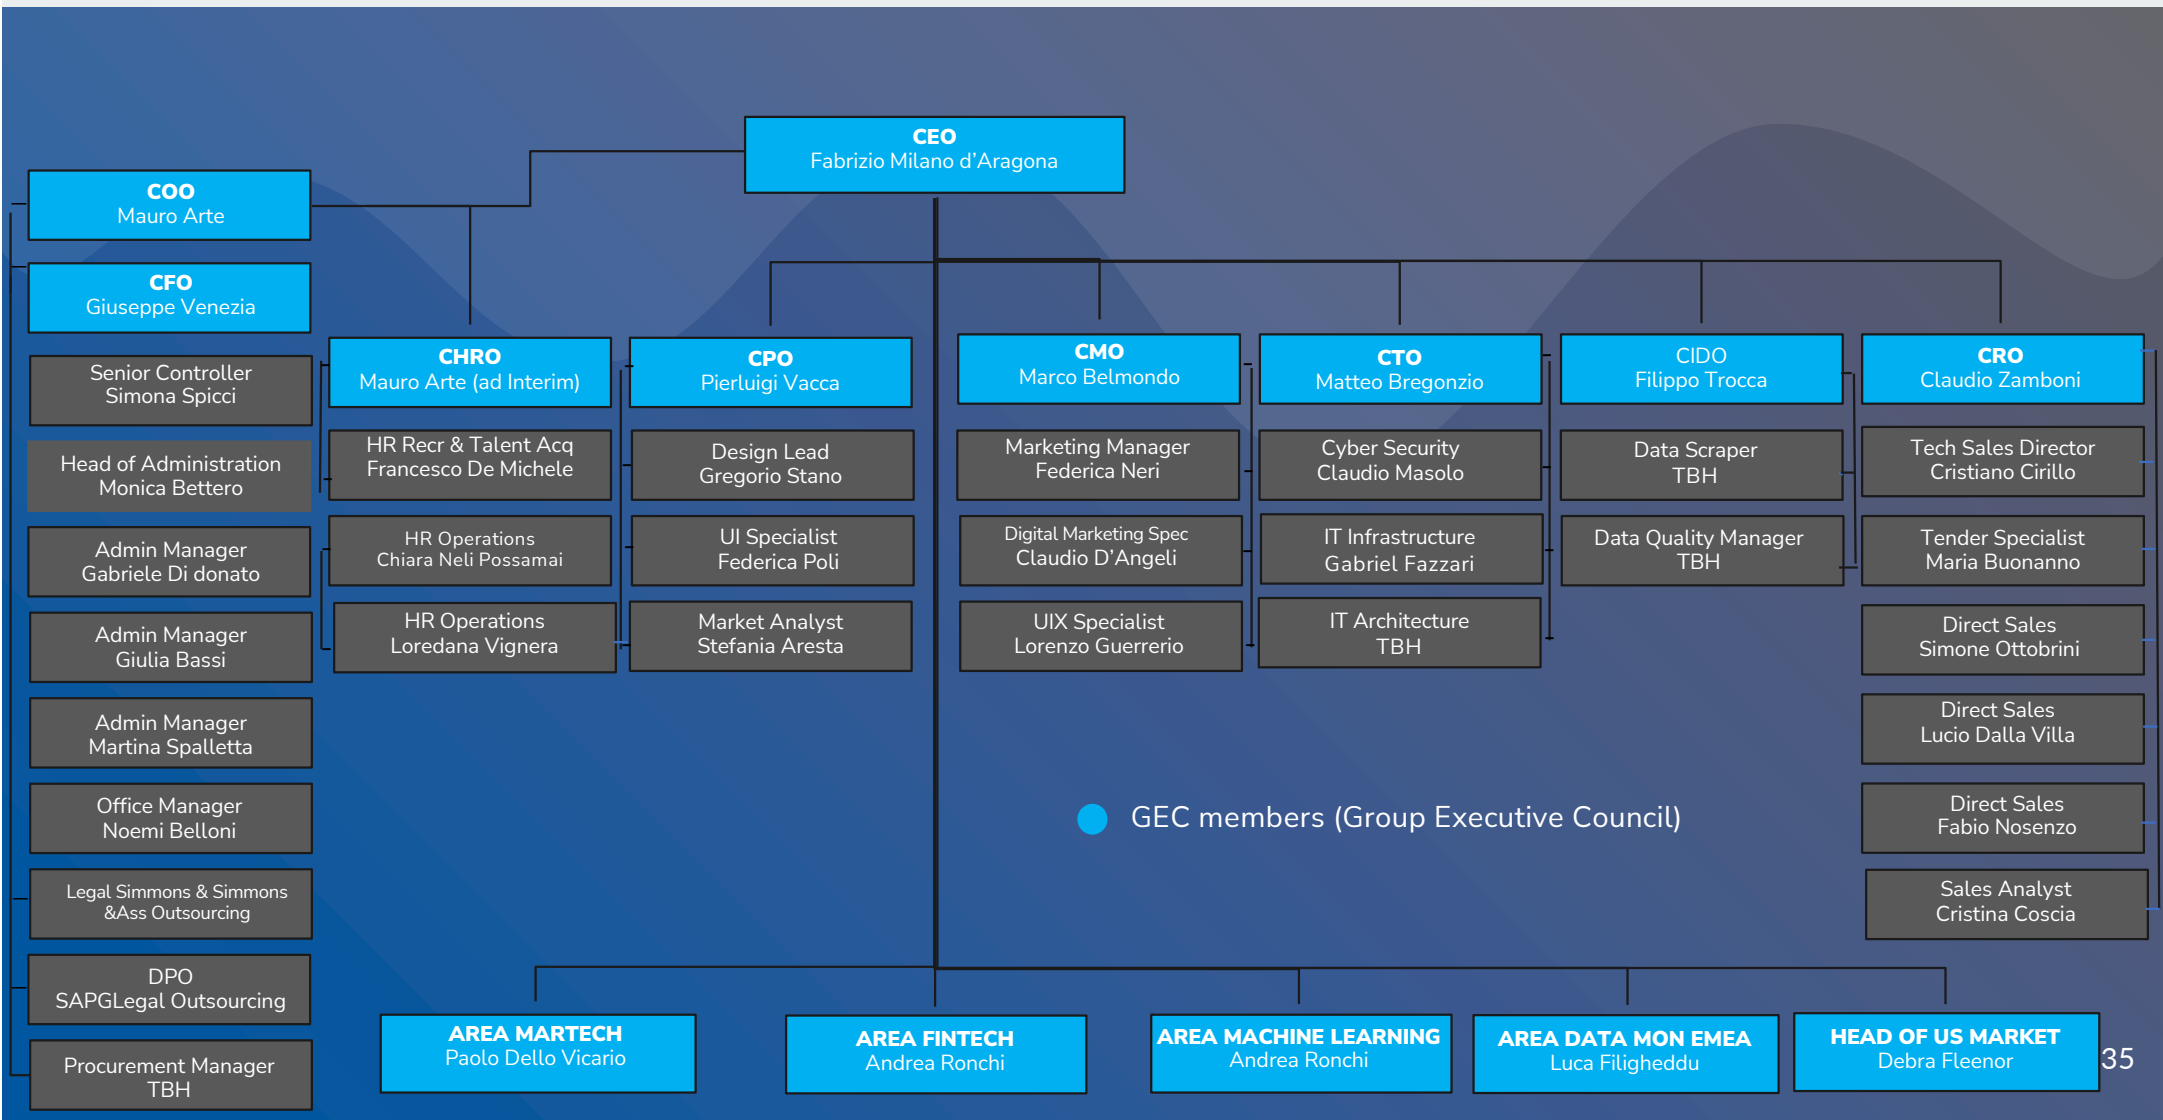 CEO
Fabrizio Milano d’Aragona
COO
Mauro Arte
CFO
Giuseppe Venezia
Senior Controller
Simona Spicci
Head of Administration
Monica Bettero
Admin Manager
Gabriele Di donato
Admin Manager
Giulia Bassi
Admin Manager
Martina Spalletta
Office Manager
Noemi Belloni
Legal Simmons & Simmons
&Ass Outsourcing
DPO
SAPGLegal Outsourcing
Procurement Manager
TBH
CHRO
Mauro Arte (ad Interim)
HR Recr & Talent Acq
Francesco De Michele
HR Operations
Chiara Neli Possamai
HR Operations
Loredana Vignera
CPO
Pierluigi Vacca
Design Lead
Gregorio Stano
UI Specialist
Federica Poli
Market Analyst
Stefania Aresta
CMO
Marco Belmondo
Marketing Manager
Federica Neri
Digital Marketing Spec
Claudio D’Angeli
UIX Specialist
Lorenzo Guerrerio
CTO
Matteo Bregonzio
Cyber Security
Claudio Masolo
IT Infrastructure
Gabriel Fazzari
IT Architecture
TBH
CIDO
Filippo Trocca
Data Scraper
TBH
Data Quality Manager
TBH
CRO
Claudio Zamboni
Tech Sales Director
Cristiano Cirillo
Tender Specialist
Maria Buonanno
Direct Sales
Simone Ottobrini
Direct Sales
Lucio Dalla Villa
Direct Sales
Fabio Nosenzo
Sales Analyst
Cristina Coscia
GEC members (Group Executive Council)
AREA MARTECH
Paolo Dello Vicario
AREA FINTECH
Andrea Ronchi
AREA MACHINE LEARNING
Andrea Ronchi
AREA DATA MON EMEA
Luca Filigheddu
HEAD OF US MARKET
Debra Fleenor
35